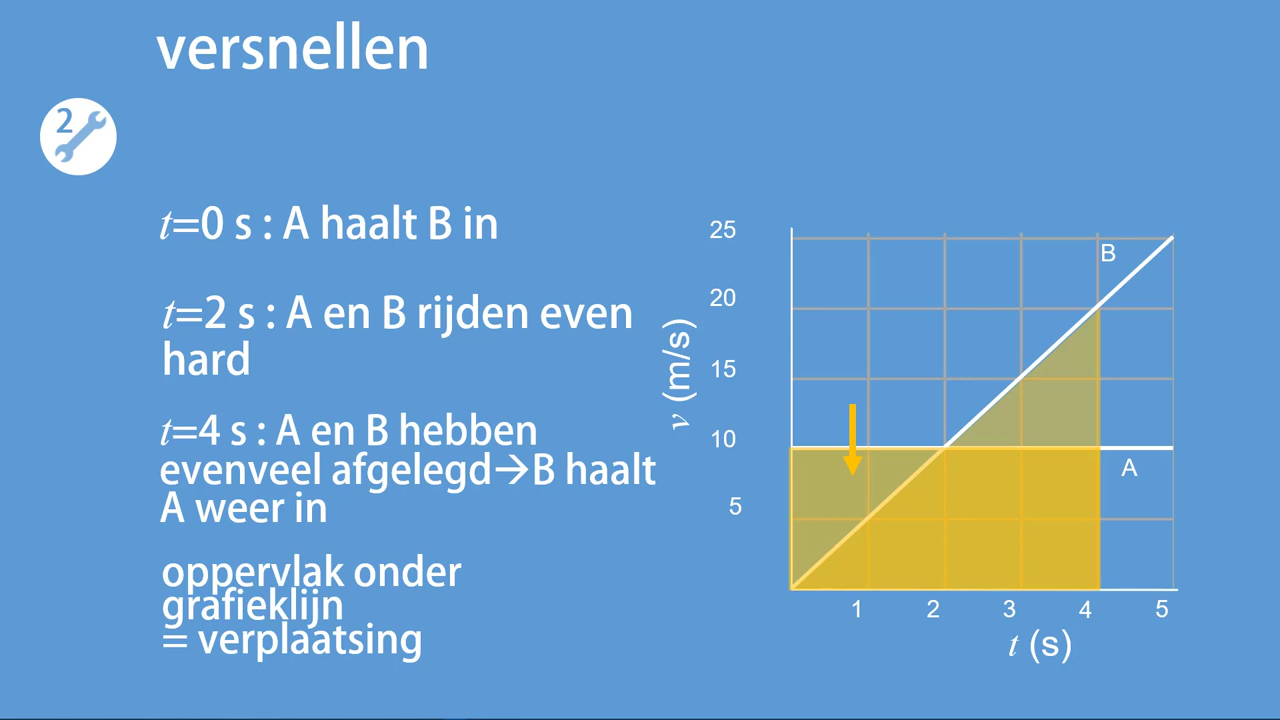 versnellen
2
t=0 s : A haalt B in
t=2 s : A en B rijden even
hard
t=4 s : A en B hebben
evenveel afgelegd→B haalt
A weer in
oppervlak onder
grafieklijn
= verplaatsing
25
20
15
10
5
v (m/s)
B
A
1 2 3 4 5
t (s)